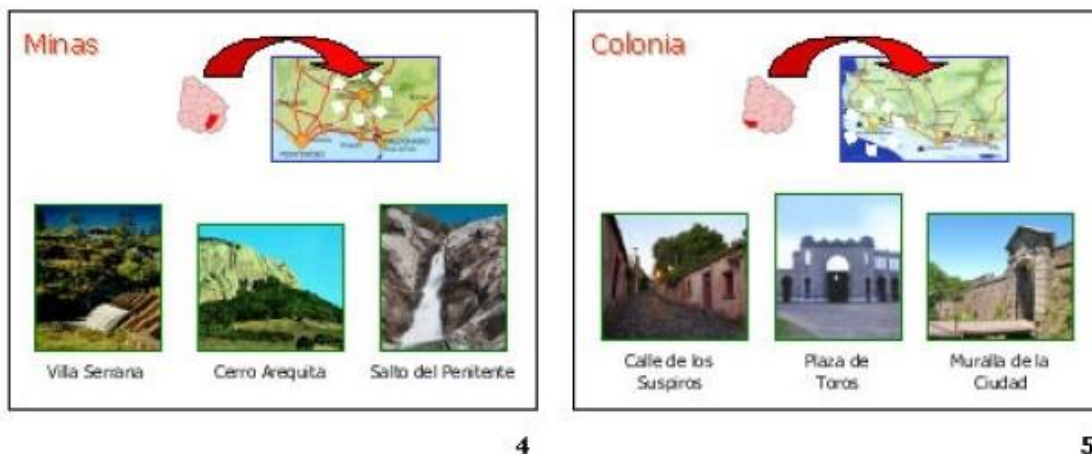 Minas
MALDONADO
Villa Serrana
Cerro Arequita
Salto del Penitente
4
Colonia
Calle de los
Suspiros
Plaza de
Toros
Muralla de la
Ciudad
5